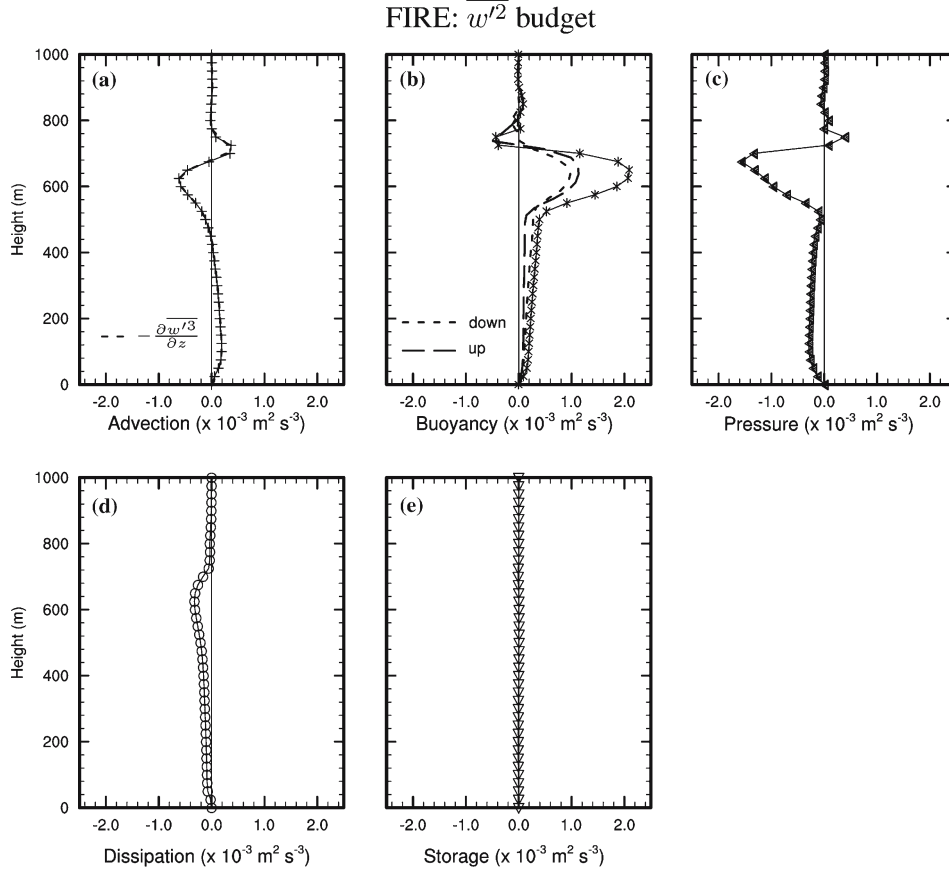 FIRE: $\overline{w'^2}$ budget
(a)
(b)
(c)
1000
800
600
400
200
0
Height (m)
$-\frac{\partial \overline{w'^3}}{\partial z}$
down
up
-2.0 -1.0 0.0 1.0 2.0
-2.0 -1.0 0.0 1.0 2.0
-2.0 -1.0 0.0 1.0 2.0
Advection (x 10⁻³ m² s⁻³)
Buoyancy (x 10⁻³ m² s⁻³)
Pressure (x 10⁻³ m² s⁻³)
(d)
(e)
1000
800
600
400
200
0
Height (m)
-2.0 -1.0 0.0 1.0 2.0
-2.0 -1.0 0.0 1.0 2.0
Dissipation (x 10⁻³ m² s⁻³)
Storage (x 10⁻³ m² s⁻³)